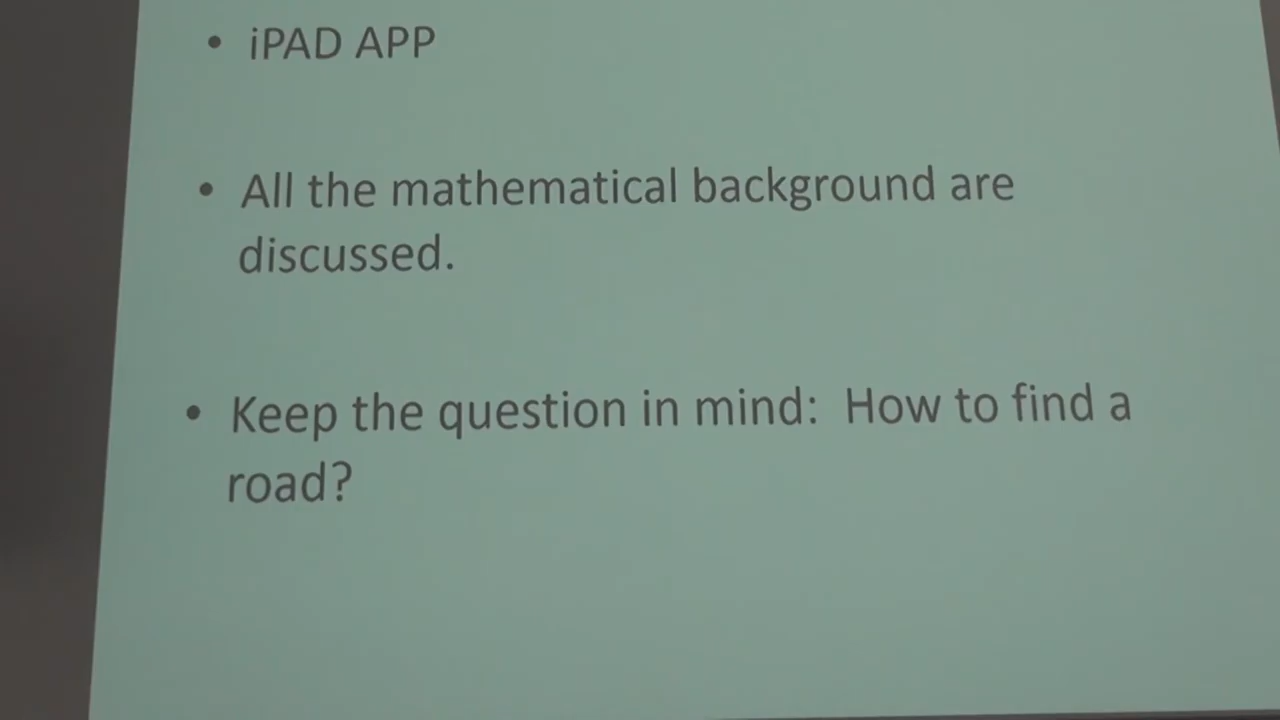 • iPAD APP
• All the mathematical background are
discussed.
• Keep the question in mind: How to find a
road?